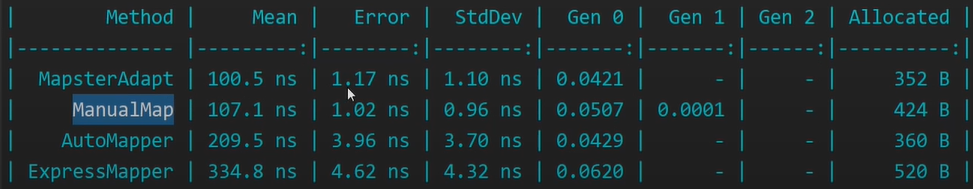 | Method | Mean | Error | StdDev | Gen 0 | Gen 1 | Gen 2 | Allocated |
|-------------- |---------:|--------:|--------:|-------:|-------:|------:|----------:|
| MapsterAdapt | 100.5 ns | 1.17 ns | 1.10 ns | 0.0421 | - | - | 352 B |
| ManualMap | 107.1 ns | 1.02 ns | 0.96 ns | 0.0507 | 0.0001 | - | 424 B |
| AutoMapper | 209.5 ns | 3.96 ns | 3.70 ns | 0.0429 | - | - | 360 B |
| ExpressMapper | 334.8 ns | 4.62 ns | 4.32 ns | 0.0620 | - | - | 520 B |